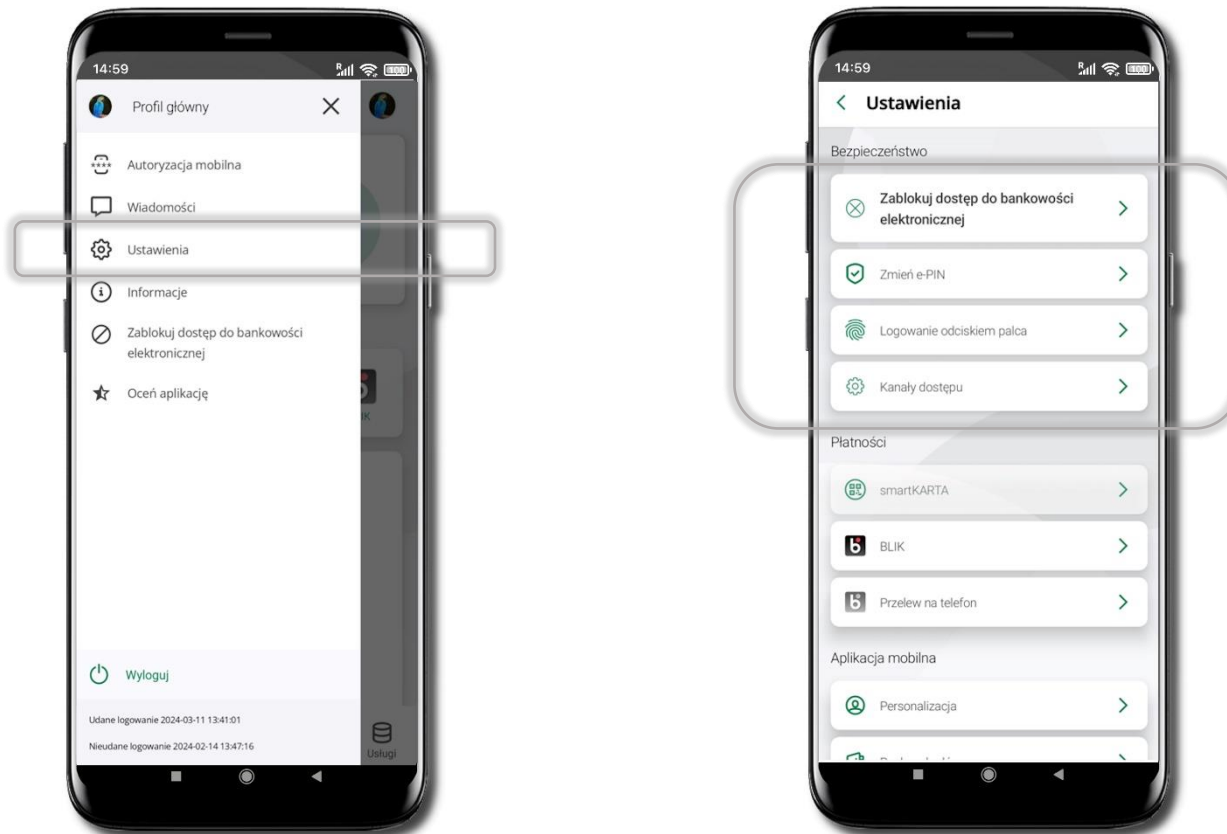 14:59
R
100
Profil główny
Autoryzacja mobilna
Wiadomości
Ustawienia
Informacje
Zablokuj dostęp do bankowości
elektronicznej
Oceń aplikację
IK
Wyloguj
Udane logowanie 2024-03-11 13:41:01
Nieudane logowanie 2024-02-14 13:47:16
Usługi
14:59
R
100
Ustawienia
Bezpieczeństwo
Zablokuj dostęp do bankowości
elektronicznej
Zmień e-PIN
Logowanie odciskiem palca
Kanały dostępu
Płatności
smartKARTA
BLIK
Przelew na telefon
Aplikacja mobilna
Personalizacja